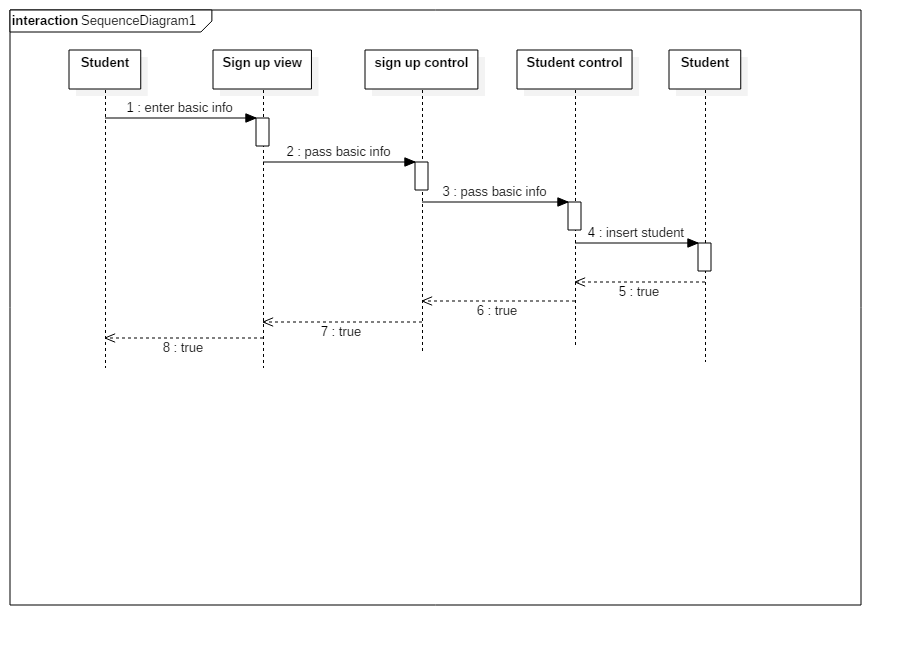 interaction SequenceDiagram1
Student
Sign up view
sign up control
Student control
Student
1 : enter basic info
2 : pass basic info
3 : pass basic info
4 : insert student
5 : true
6 : true
7 : true
8 : true